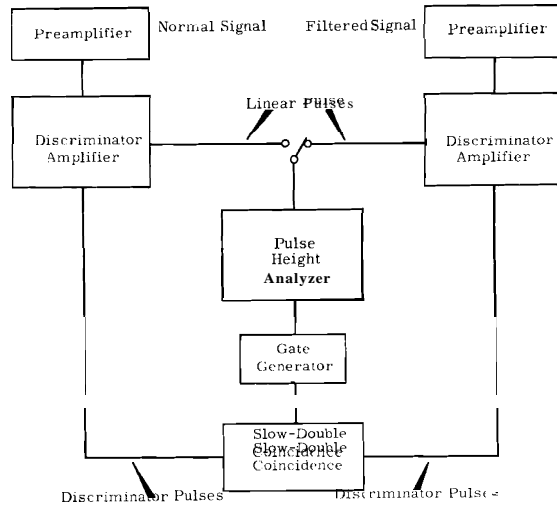 Preamplifier
Normal Signal
Filtered Signal
Preamplifier
Linear Pulses
Discriminator
Amplifier
Discriminator
Amplifier
Pulse
Height
Analyzer
Gate
Generator
Slow-Double
Coincidence
Discriminator Pulses
Discriminator Pulses